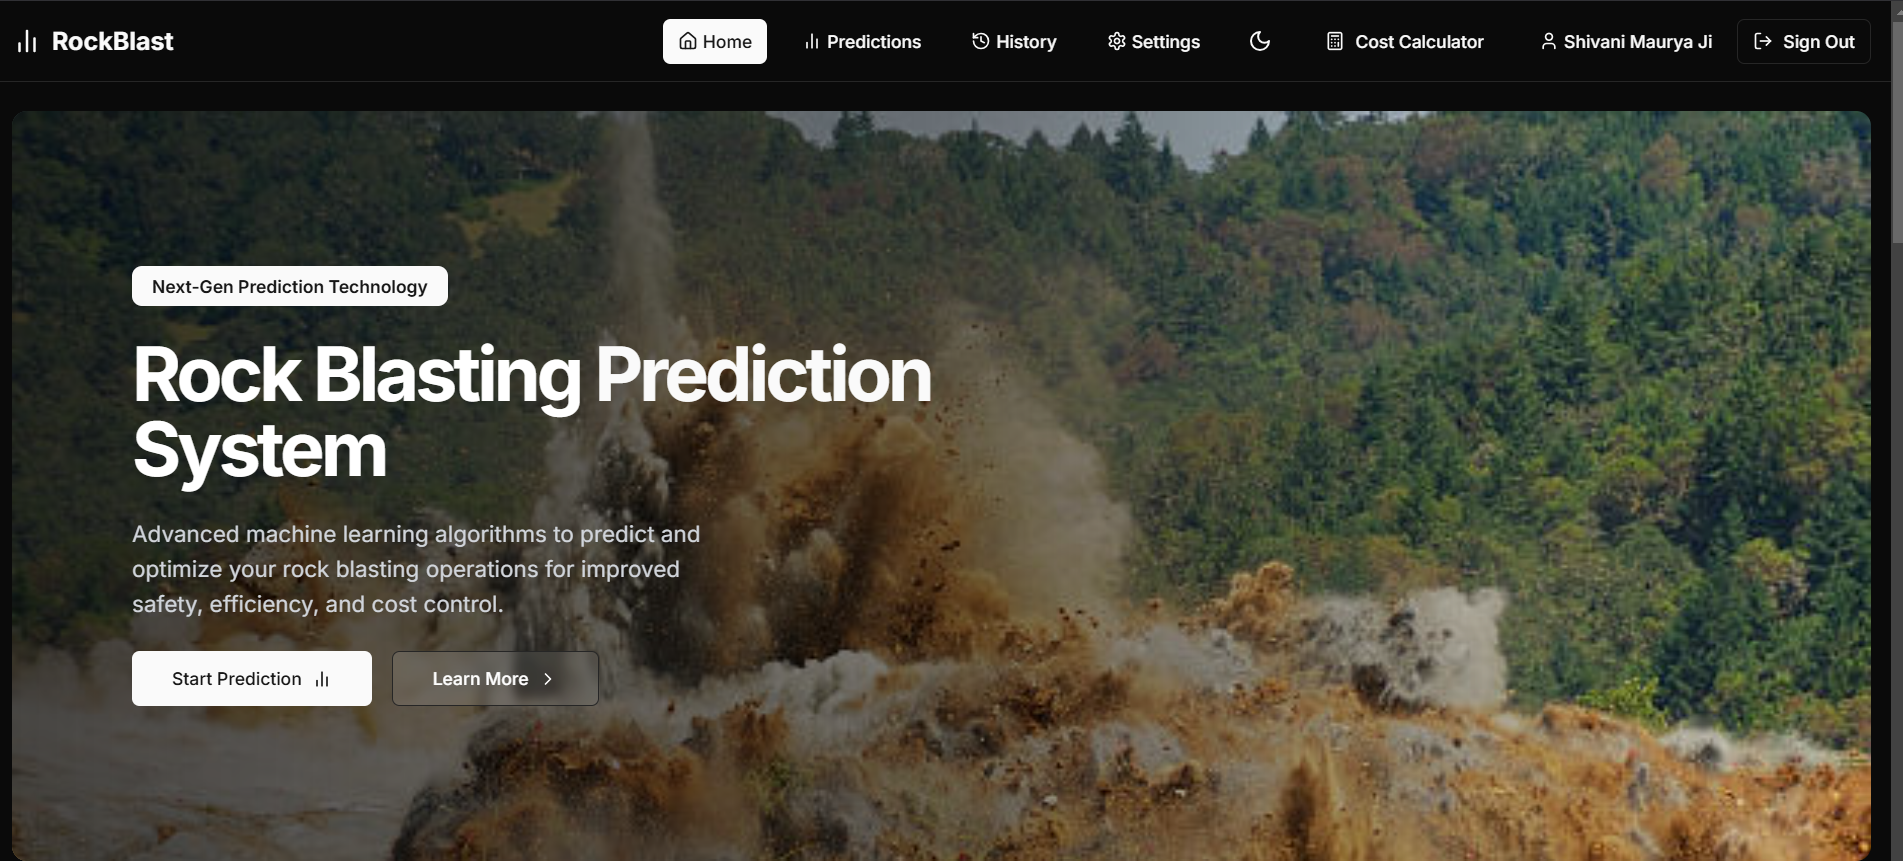 RockBlast
Home
Predictions
History
Settings
Cost Calculator
Shivani Maurya Ji
Sign Out
Next-Gen Prediction Technology
Rock Blasting Prediction
System
Advanced machine learning algorithms to predict and
optimize your rock blasting operations for improved
safety, efficiency, and cost control.
Start Prediction
Learn More